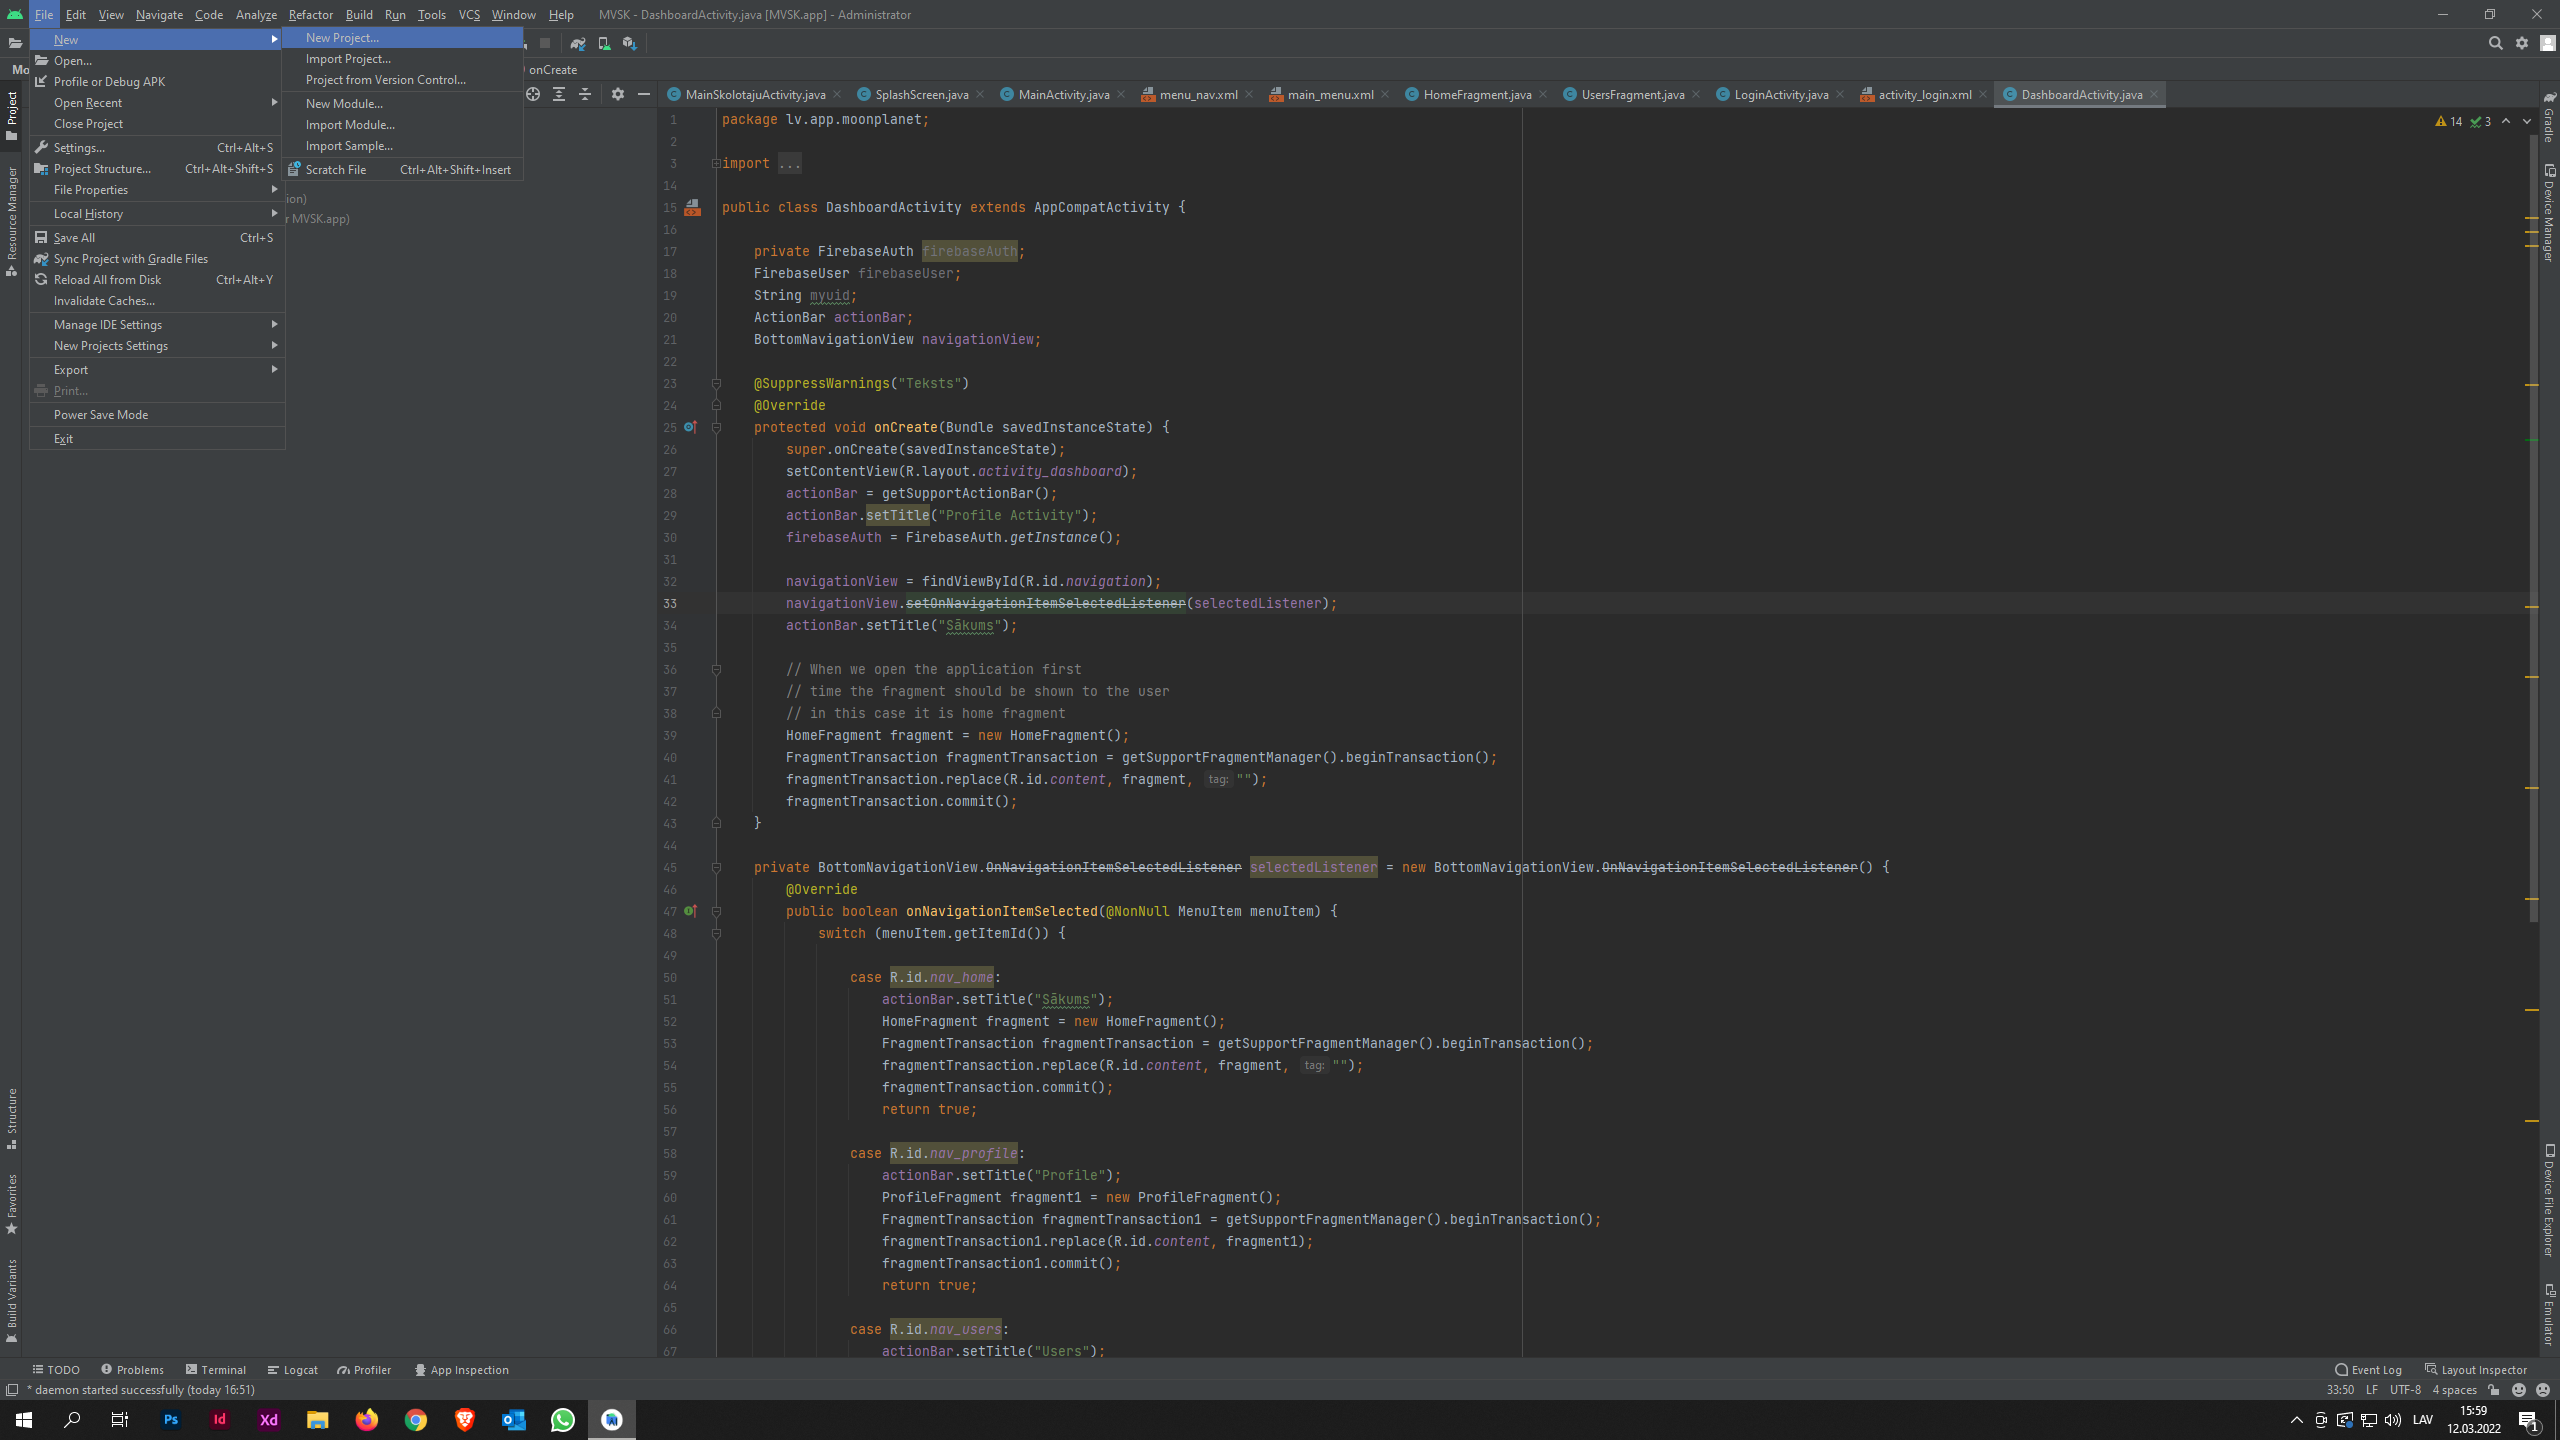 File Edit View Navigate Code Analyze Refactor Build Run Tools VCS Window Help MVSK - DashboardActivity.java [MVSK.app] - Administrator
New
Open...
Profile or Debug APK
Open Recent
Close Project
Settings... Ctrl+Alt+S
Project Structure... Ctrl+Alt+Shift+S
File Properties
Local History
Save All Ctrl+S
Sync Project with Gradle Files
Reload All from Disk Ctrl+Alt+Y
Invalidate Caches...
Manage IDE Settings
New Projects Settings
Export
Print...
Power Save Mode
Exit
New Project...
Import Project...
Project from Version Control...
New Module...
Import Module...
Import Sample...
Scratch File Ctrl+Alt+Shift+Insert
Mo
onCreate
ion)
r MVSK.app)
Project
Resource Manager
Structure
Favorites
Build Variants
MainSkolotajuActivity.java SplashScreen.java MainActivity.java menu_nav.xml main_menu.xml HomeFragment.java UsersFragment.java LoginActivity.java activity_login.xml DashboardActivity.java
14 3
1 package lv.app.moonplanet;
2
3 import ...
14
15 public class DashboardActivity extends AppCompatActivity {
16
17 private FirebaseAuth firebaseAuth;
18 FirebaseUser firebaseUser;
19 String myuid;
20 ActionBar actionBar;
21 BottomNavigationView navigationView;
22
23 @SuppressWarnings("Teksts")
24 @Override
25 protected void onCreate(Bundle savedInstanceState) {
26 super.onCreate(savedInstanceState);
27 setContentView(R.layout.activity_dashboard);
28 actionBar = getSupportActionBar();
29 actionBar.setTitle("Profile Activity");
30 firebaseAuth = FirebaseAuth.getInstance();
31
32 navigationView = findViewById(R.id.navigation);
33 navigationView.setOnNavigationItemSelectedListener(selectedListener);
34 actionBar.setTitle("Sākums");
35
36 // When we open the application first
37 // time the fragment should be shown to the user
38 // in this case it is home fragment
39 HomeFragment fragment = new HomeFragment();
40 FragmentTransaction fragmentTransaction = getSupportFragmentManager().beginTransaction();
41 fragmentTransaction.replace(R.id.content, fragment, tag: "");
42 fragmentTransaction.commit();
43 }
44
45 private BottomNavigationView.OnNavigationItemSelectedListener selectedListener = new BottomNavigationView.OnNavigationItemSelectedListener() {
46 @Override
47 public boolean onNavigationItemSelected(@NonNull MenuItem menuItem) {
48 switch (menuItem.getItemId()) {
49
50 case R.id.nav_home:
51 actionBar.setTitle("Sākums");
52 HomeFragment fragment = new HomeFragment();
53 FragmentTransaction fragmentTransaction = getSupportFragmentManager().beginTransaction();
54 fragmentTransaction.replace(R.id.content, fragment, tag: "");
55 fragmentTransaction.commit();
56 return true;
57
58 case R.id.nav_profile:
59 actionBar.setTitle("Profile");
60 ProfileFragment fragment1 = new ProfileFragment();
61 FragmentTransaction fragmentTransaction1 = getSupportFragmentManager().beginTransaction();
62 fragmentTransaction1.replace(R.id.content, fragment1);
63 fragmentTransaction1.commit();
64 return true;
65
66 case R.id.nav_users:
67 actionBar.setTitle("Users");
Gradle
Device Manager
Device File Explorer
Emulator
TODO Problems Terminal Logcat Profiler App Inspection Event Log Layout Inspector
* daemon started successfully (today 16:51) 33:50 LF UTF-8 4 spaces
Ps Id Xd LAV 15:59
12.03.2022 1